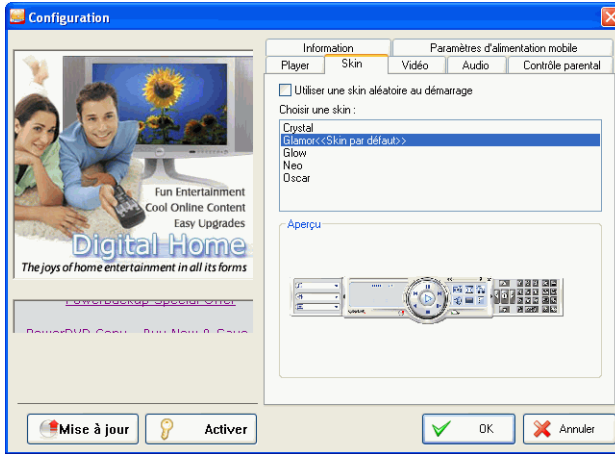 Configuration
Information
Paramètres d'alimentation mobile
Player
Skin
Vidéo
Audio
Contrôle parental
Utiliser une skin aléatoire au démarrage
Choisir une skin :
Crystal
Glamor<<Skin par défaut>>
Glow
Neo
Oscar
Fun Entertainment
Cool Online Content
Easy Upgrades
Digital Home
The joys of home entertainment in all its forms
Aperçu
PowerBackup Special Offer
PowerDVD Copy - Buy Now & Save
Mise à jour
Activer
OK
Annuler